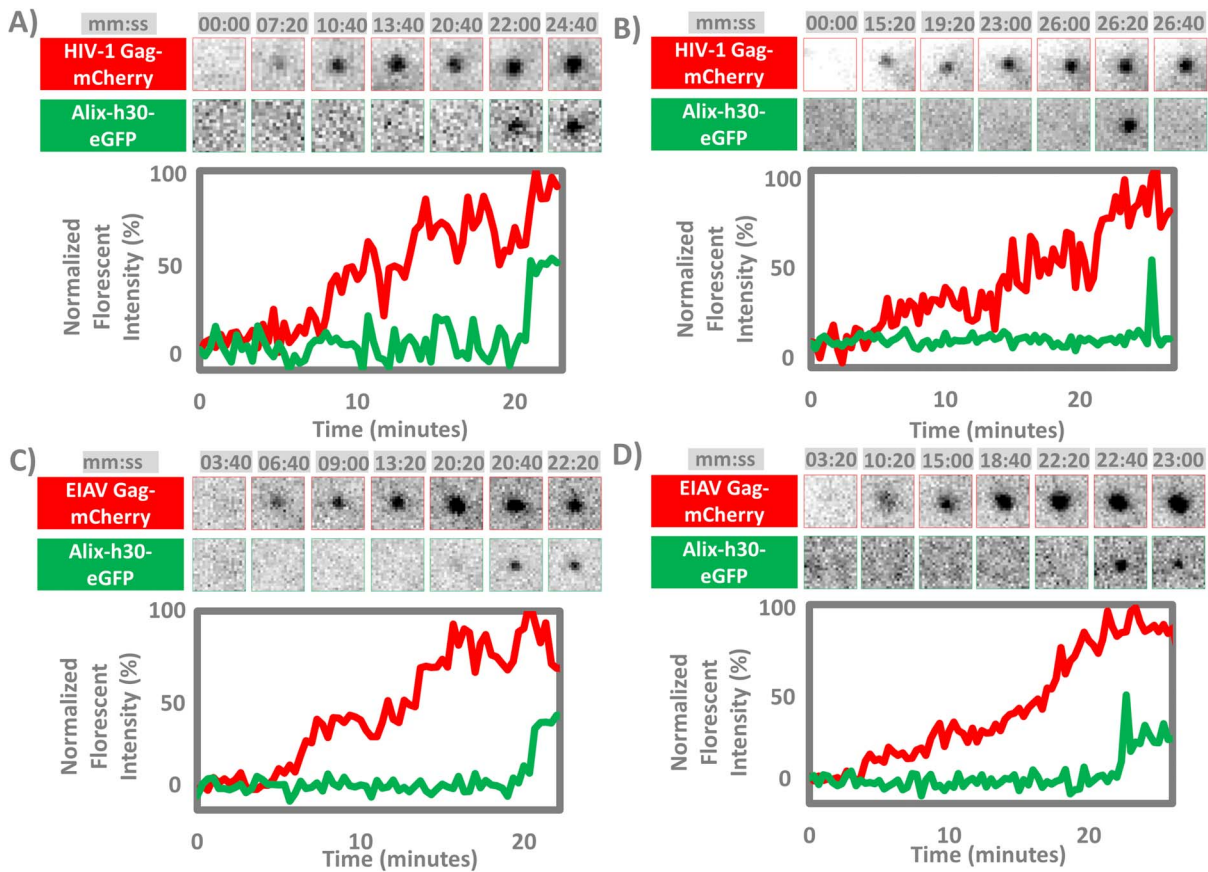 A)
mm:ss 00:00 07:20 10:40 13:40 20:40 22:00 24:40
HIV-1 Gag-
mCherry
Alix-h30-
eGFP
100
50
0
Normalized
Florescent
Intensity (%)
0 10 20
Time (minutes)
B)
mm:ss 00:00 15:20 19:20 23:00 26:00 26:20 26:40
HIV-1 Gag-
mCherry
Alix-h30-
eGFP
100
50
0
Normalized
Florescent
Intensity (%)
0 10 20
Time (minutes)
C)
mm:ss 03:40 06:40 09:00 13:20 20:20 20:40 22:20
EIAV Gag-
mCherry
Alix-h30-
eGFP
100
50
0
Normalized
Florescent
Intensity (%)
0 10 20
Time (minutes)
D)
mm:ss 03:20 10:20 15:00 18:40 22:20 22:40 23:00
EIAV Gag-
mCherry
Alix-h30-
eGFP
100
50
0
Normalized
Florescent
Intensity (%)
0 10 20
Time (minutes)